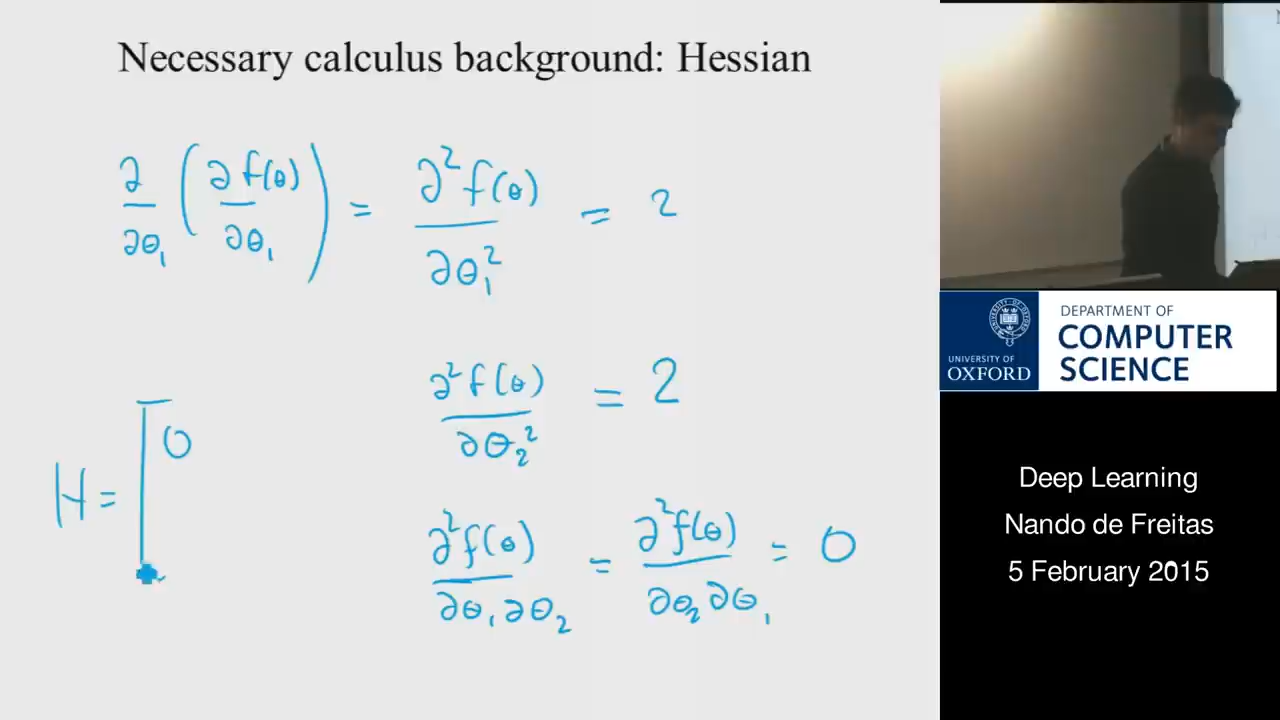 Necessary calculus background: Hessian
∂/∂θ₁ (∂f(θ)/∂θ₁) = ∂²f(θ)/∂θ₁² = 2
∂²f(θ)/∂θ₂² = 2
H = [ 0
∂²f(θ)/∂θ₁∂θ₂ = ∂²f(θ)/∂θ₂∂θ₁ = 0
UNIVERSITY OF
OXFORD
DEPARTMENT OF
COMPUTER
SCIENCE
Deep Learning
Nando de Freitas
5 February 2015